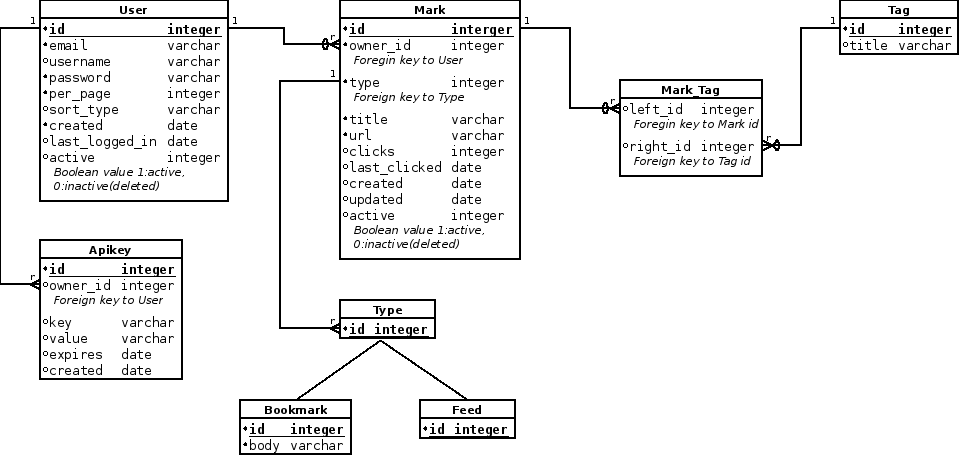 User
id integer
email varchar
username varchar
password varchar
per_page integer
sort_type varchar
created date
last_logged_in date
active integer
Boolean value 1:active,
0:inactive(deleted)
1
1
r
Mark
id interger
owner_id integer
Foregin key to User
1
type integer
Foreign key to Type
title varchar
url varchar
clicks integer
last_clicked date
created date
updated date
active integer
Boolean value 1:active,
0:inactive(deleted)
1
r
Mark_Tag
left_id integer
Foregin key to Mark id
right_id integer
Foreign key to Tag id
r
1
Tag
id integer
title varchar
r
Apikey
id integer
owner_id integer
Foreign key to User
key varchar
value varchar
expires date
created date
r
Type
id integer
Bookmark
id integer
body varchar
Feed
id integer